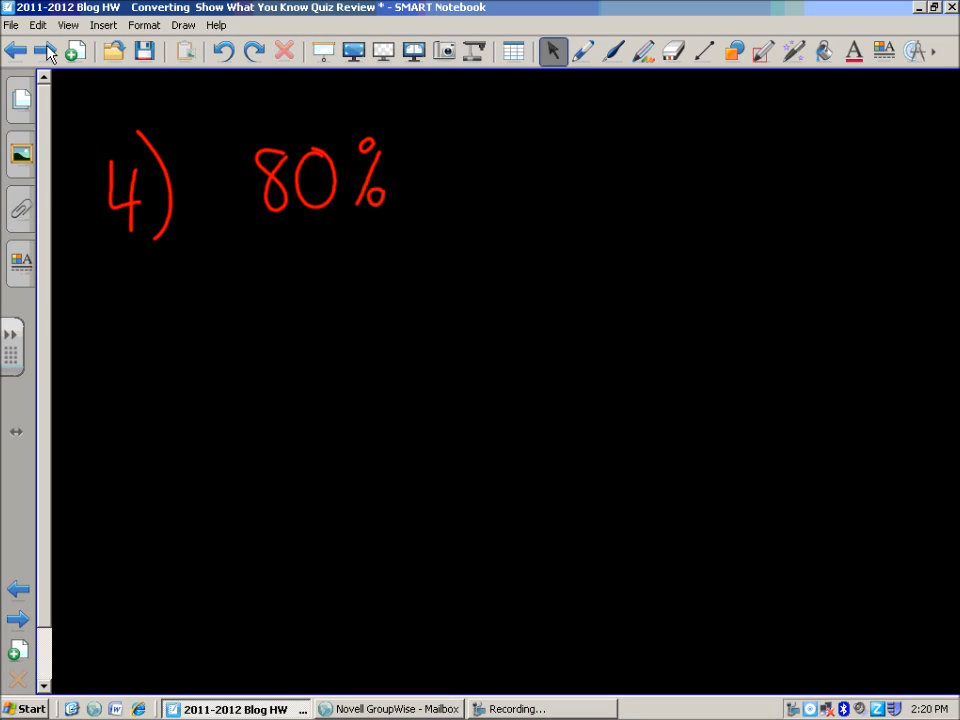 2011-2012 Blog HW    Converting  Show What You Know Quiz Review * - SMART Notebook
File Edit View Insert Format Draw Help
4) 80%
Start 2011-2012 Blog HW ... Novell GroupWise - Mailbox Recording... 2:20 PM